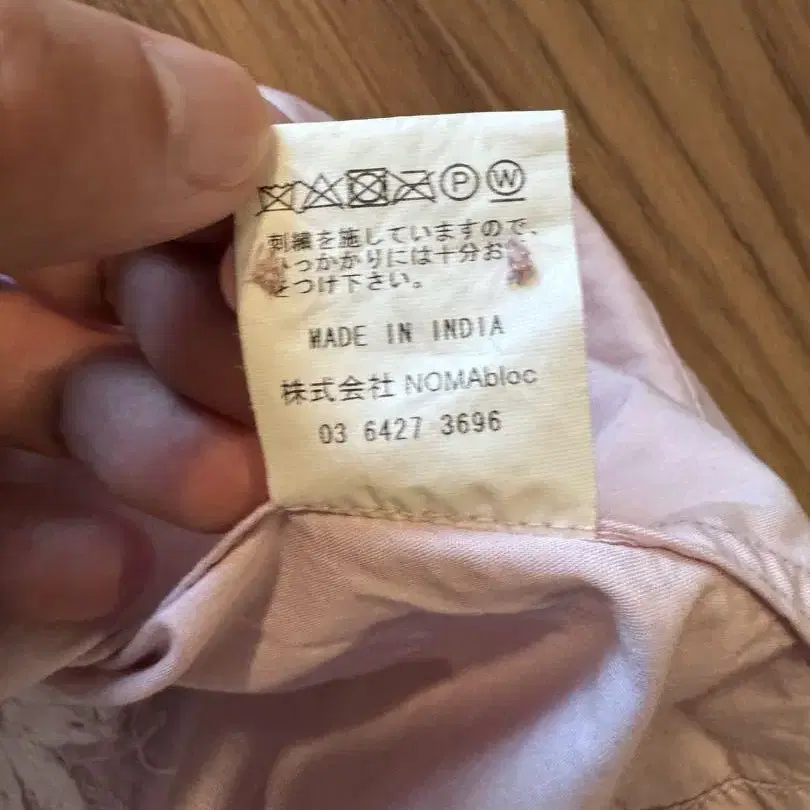 P W
刺繍を施していますので、
っかかりには十分お
つけ下さい。
MADE IN INDIA
株式会社 NOMAbloc
03 6427 3696